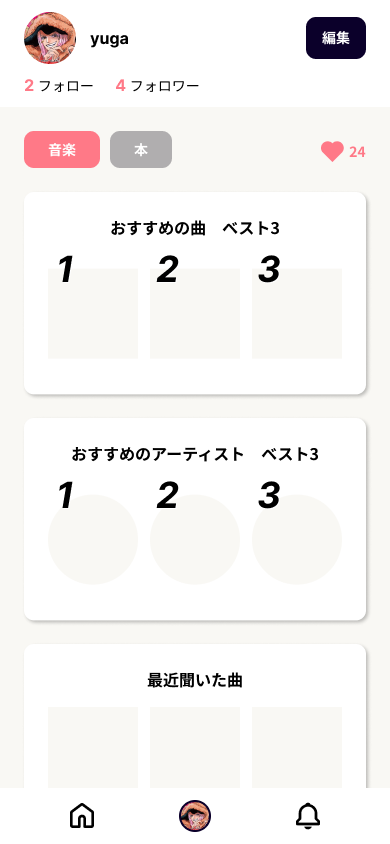 yuga
編集
2 フォロー 4 フォロワー
音楽 本 24
おすすめの曲　ベスト3
1 2 3
おすすめのアーティスト　ベスト3
1 2 3
最近聞いた曲